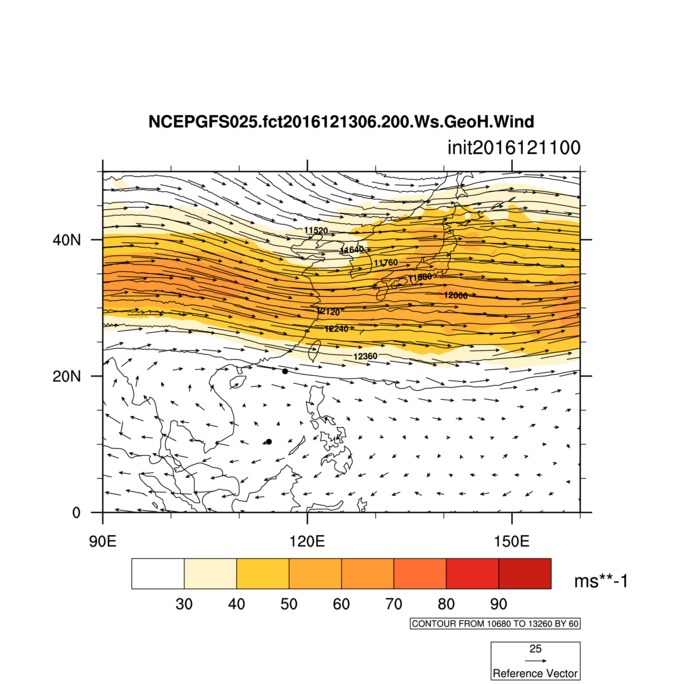 NCEPGFS025.fct2016121306.200.Ws.GeoH.Wind
init2016121100
11520
11640
11760
11880
12000
12120
12240
12360
40N
20N
0
90E 120E 150E
30 40 50 60 70 80 90
ms**-1
CONTOUR FROM 10680 TO 13260 BY 60
25
Reference Vector